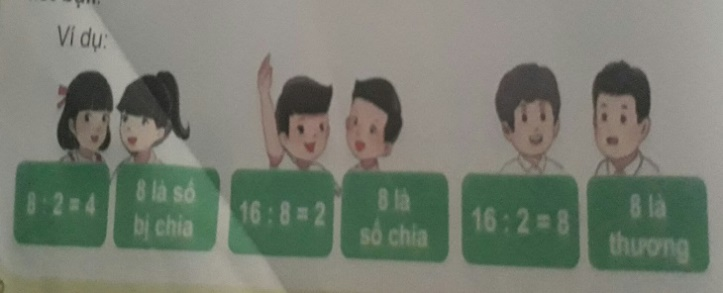 Ví dụ:
8 : 2 = 4
8 là số
bị chia
16 : 8 = 2
8 là
số chia
16 : 2 = 8
8 là
thương